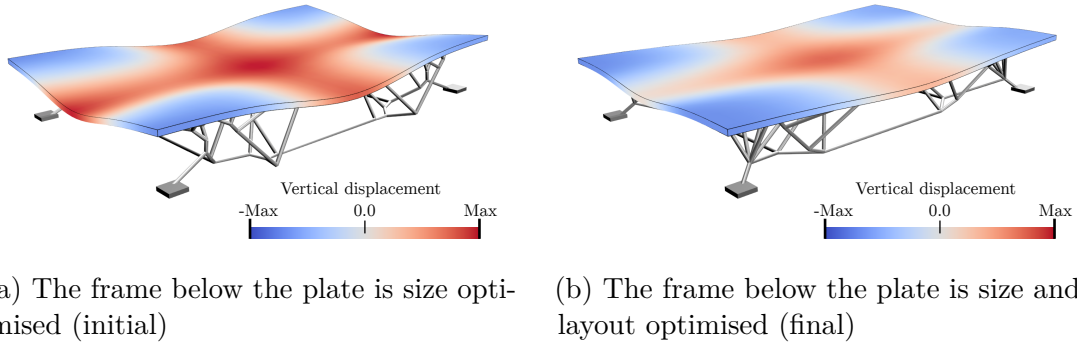 Vertical displacement
-Max 0.0 Max
Vertical displacement
-Max 0.0 Max
a) The frame below the plate is size opti-
mised (initial)
(b) The frame below the plate is size and
layout optimised (final)